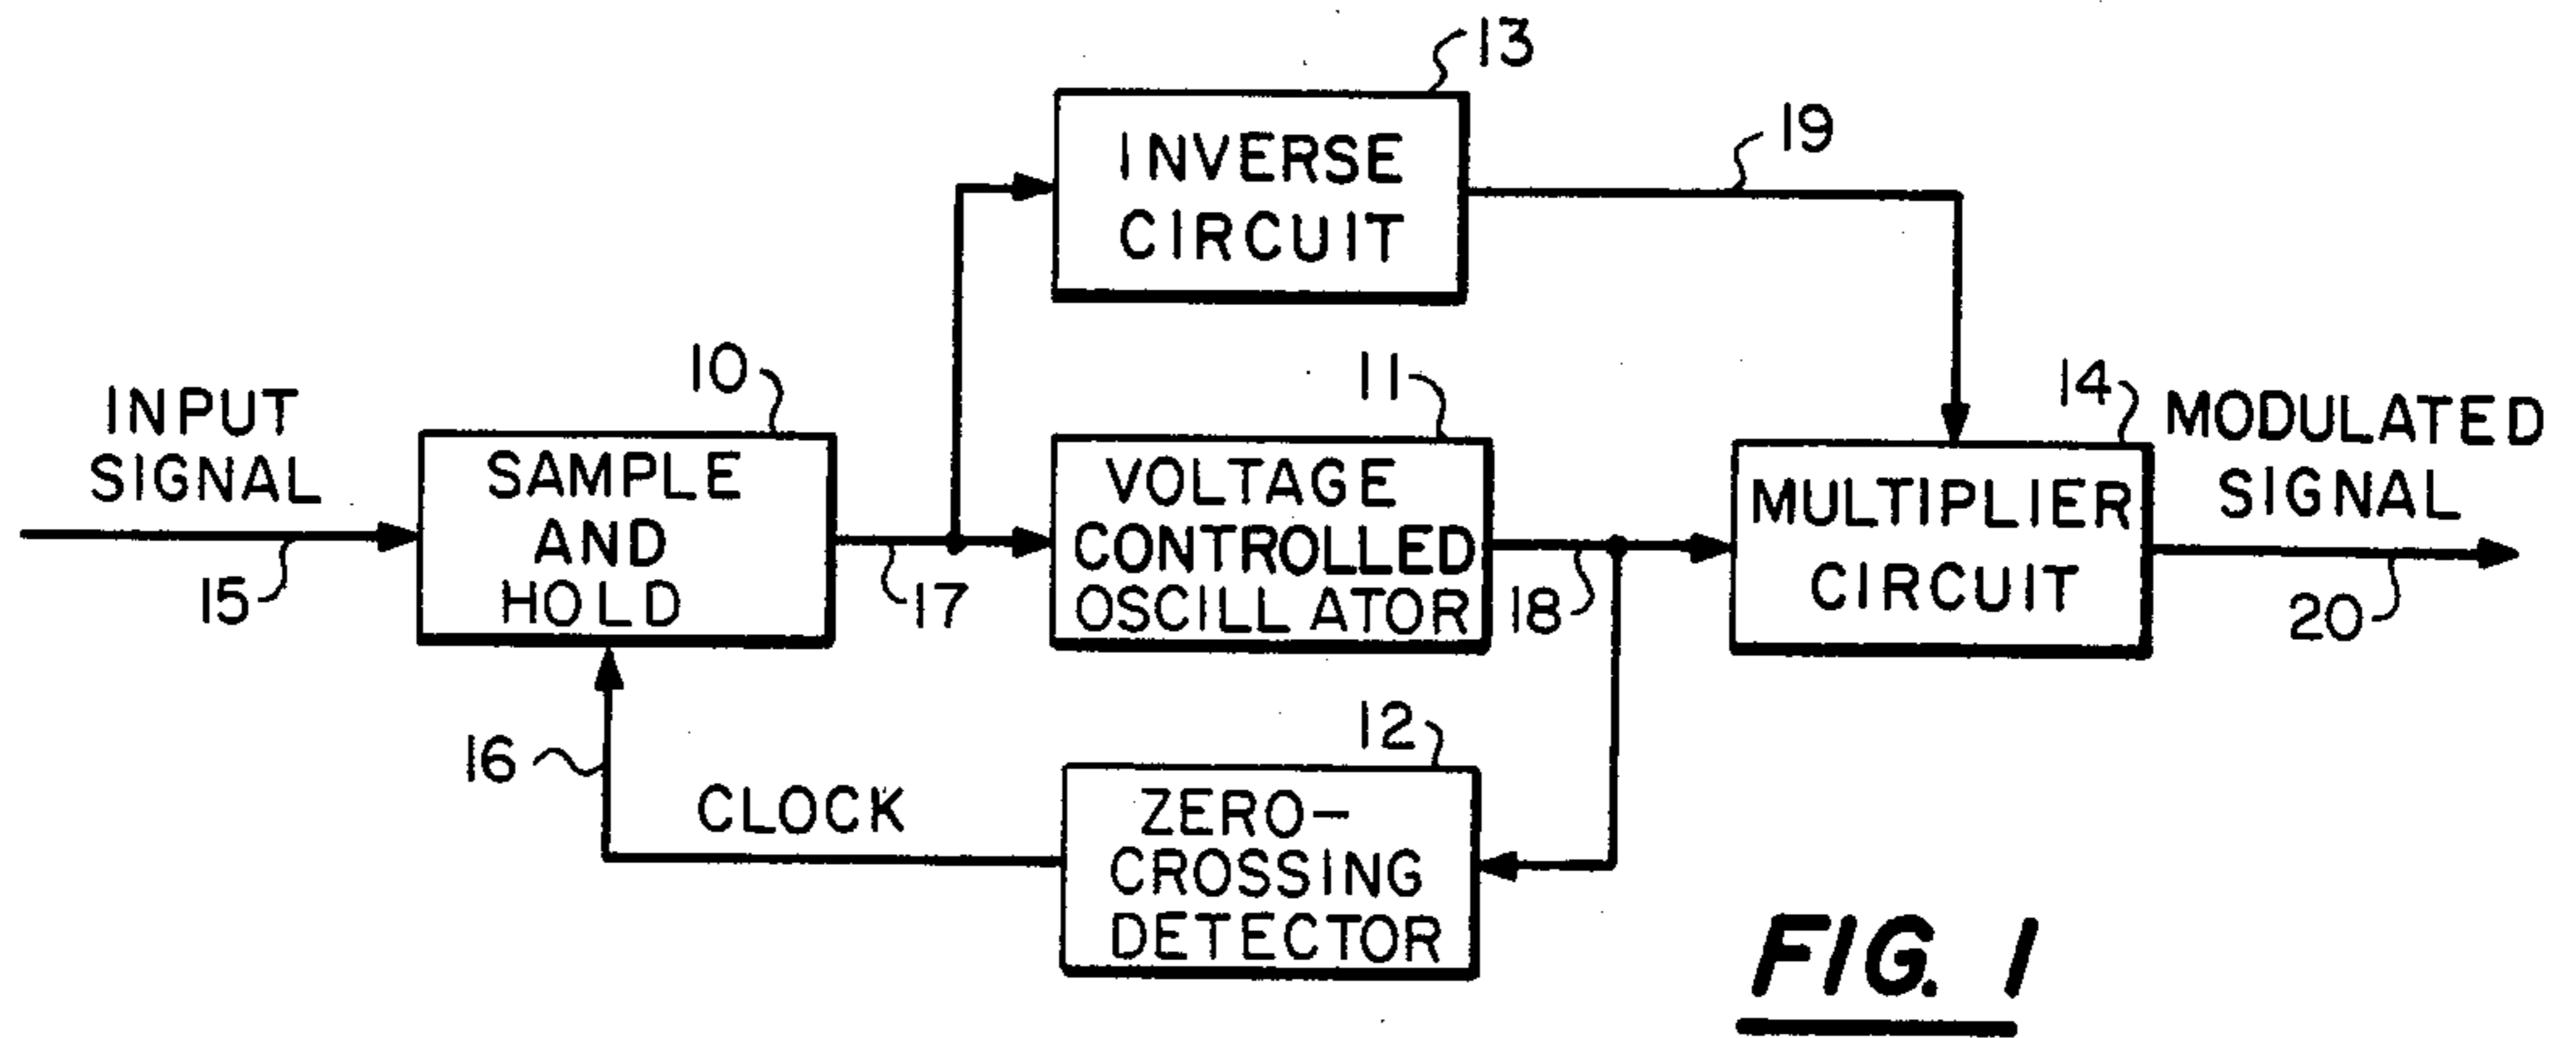 13
INVERSE
CIRCUIT
19
INPUT
SIGNAL
15
10
SAMPLE
AND
HOLD
17
11
VOLTAGE
CONTROLLED
OSCILLATOR
18
14
MULTIPLIER
CIRCUIT
MODULATED
SIGNAL
20
16
CLOCK
12
ZERO-
CROSSING
DETECTOR
FIG. 1